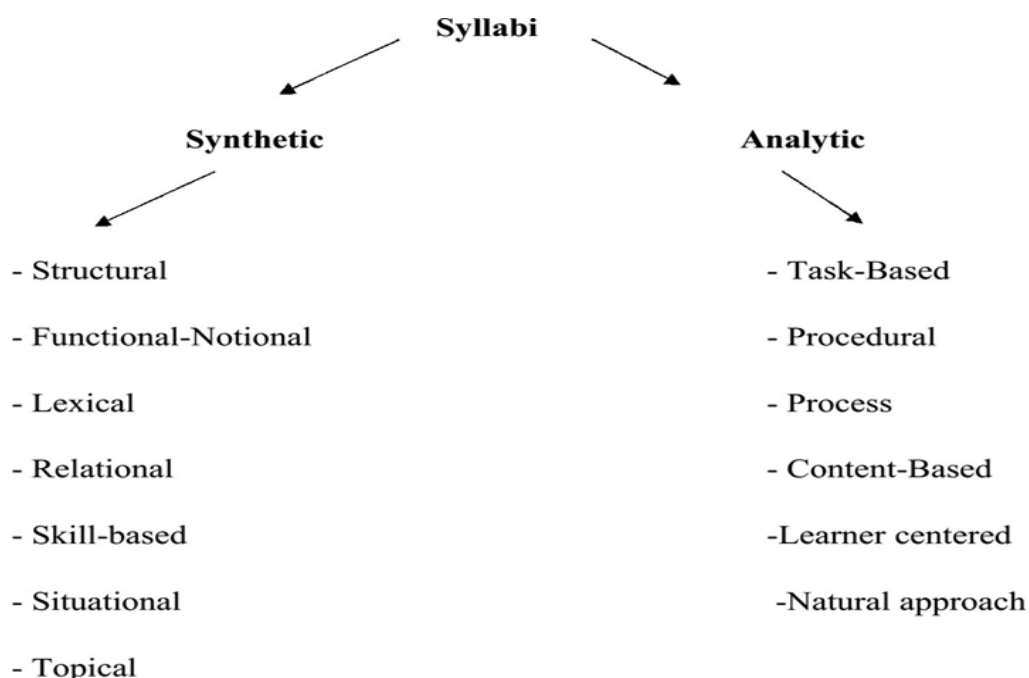 Syllabi
Synthetic
Analytic
- Structural
- Functional-Notional
- Lexical
- Relational
- Skill-based
- Situational
- Topical
- Task-Based
- Procedural
- Process
- Content-Based
-Learner centered
-Natural approach